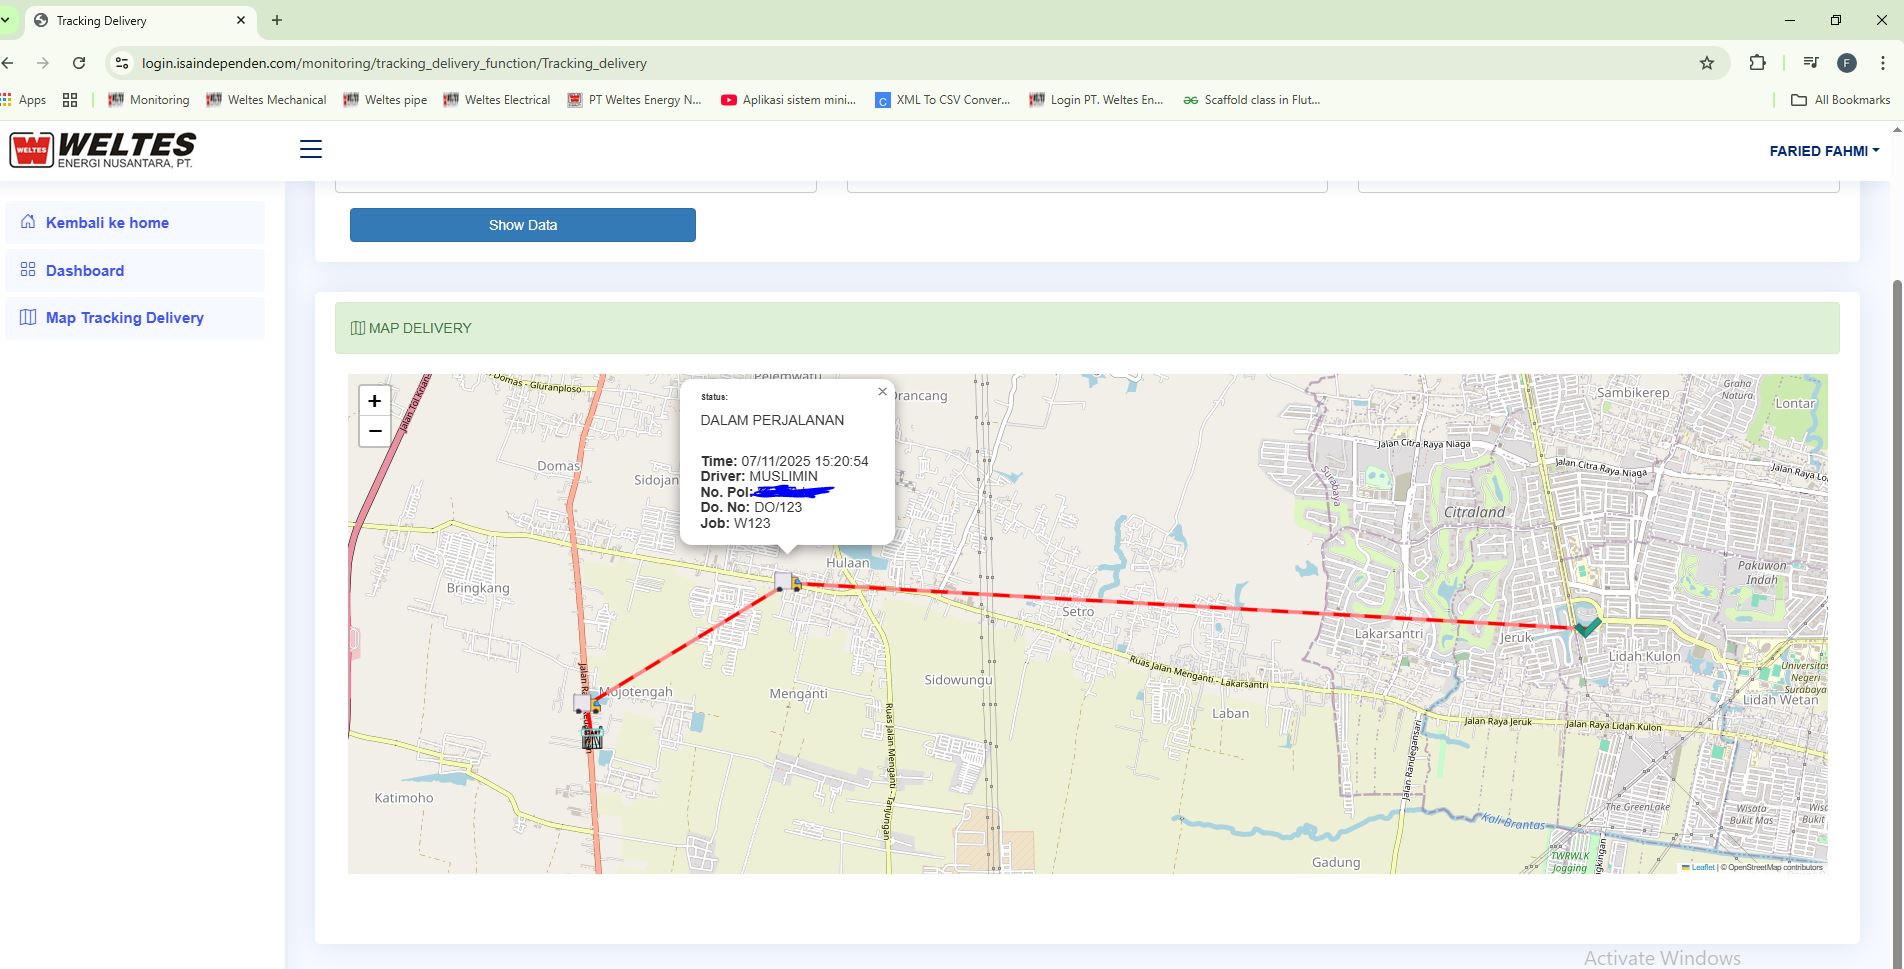 Tracking Delivery
login.isaindependen.com/monitoring/tracking_delivery_function/Tracking_delivery
F
Apps
Monitoring
Weltes Mechanical
Weltes pipe
Weltes Electrical
PT Weltes Energy N...
Aplikasi sistem mini...
XML To CSV Conver...
Login PT. Weltes En...
Scaffold class in Flut...
All Bookmarks
WELTES
WELTES
ENERGI NUSANTARA, PT.
FARIED FAHMI
Kembali ke home
Dashboard
Map Tracking Delivery
Show Data
MAP DELIVERY
+
−
Status:
DALAM PERJALANAN
Time: 07/11/2025 15:20:54
Driver: MUSLIMIN
No. Pol:
Do. No: DO/123
Job: W123
Domas - Gluranploso
Pelemwatu
Sambikerep
Graha
Natura
Lontar
Jalan Citra Raya Niaga
Jalan Citra Raya Niaga
Domas
Surabaya
Citraland
Hulaan
Bringkang
Pakuwon
Indah
Setro
Lakarsantri
Jeruk
Lidah Kulon
Ruas Jalan Menganti - Lakarsantri
Universitas
Negeri
Surabaya
Lidah Wetan
Sidowungu
Mojotengah
Menganti
Laban
Jalan Raya Jeruk
Jalan Raya Lidah Kulon
START
Ruas Jalan Menganti - Tanjungan
Jalan Randegansari
Katimoho
The GreenLake
Wisata
Bukit Mas
Bukit
Kali Brantas
Gadung
TWRWLK
Jogging
Leaflet | © OpenStreetMap contributors
Activate Windows